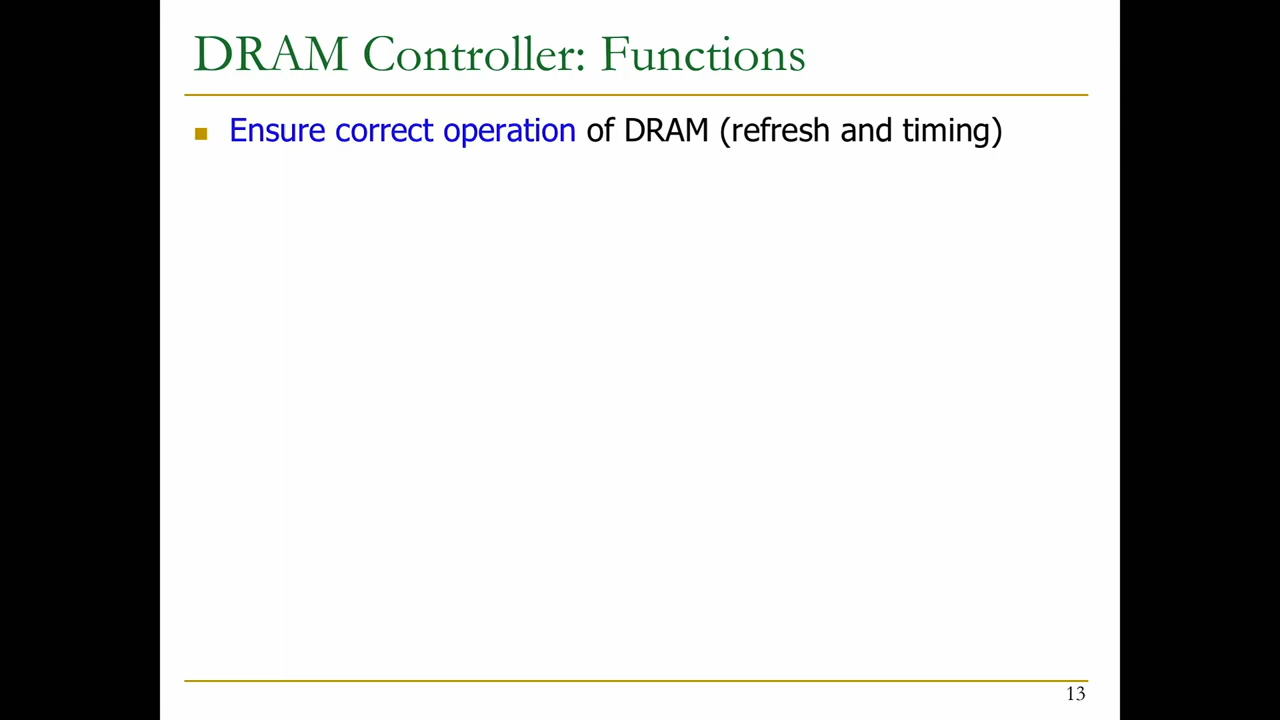 DRAM Controller: Functions
Ensure correct operation of DRAM (refresh and timing)
13